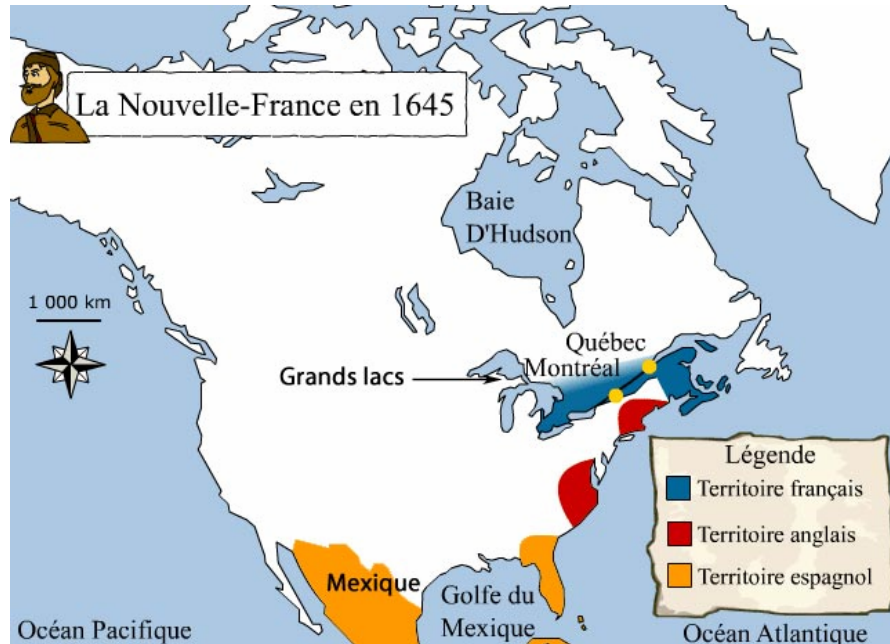 La Nouvelle-France en 1645
Baie
D'Hudson
1 000 km
Québec
Montréal
Grands lacs
Légende
Territoire français
Territoire anglais
Territoire espagnol
Mexique
Golfe du
Mexique
Océan Pacifique
Océan Atlantique